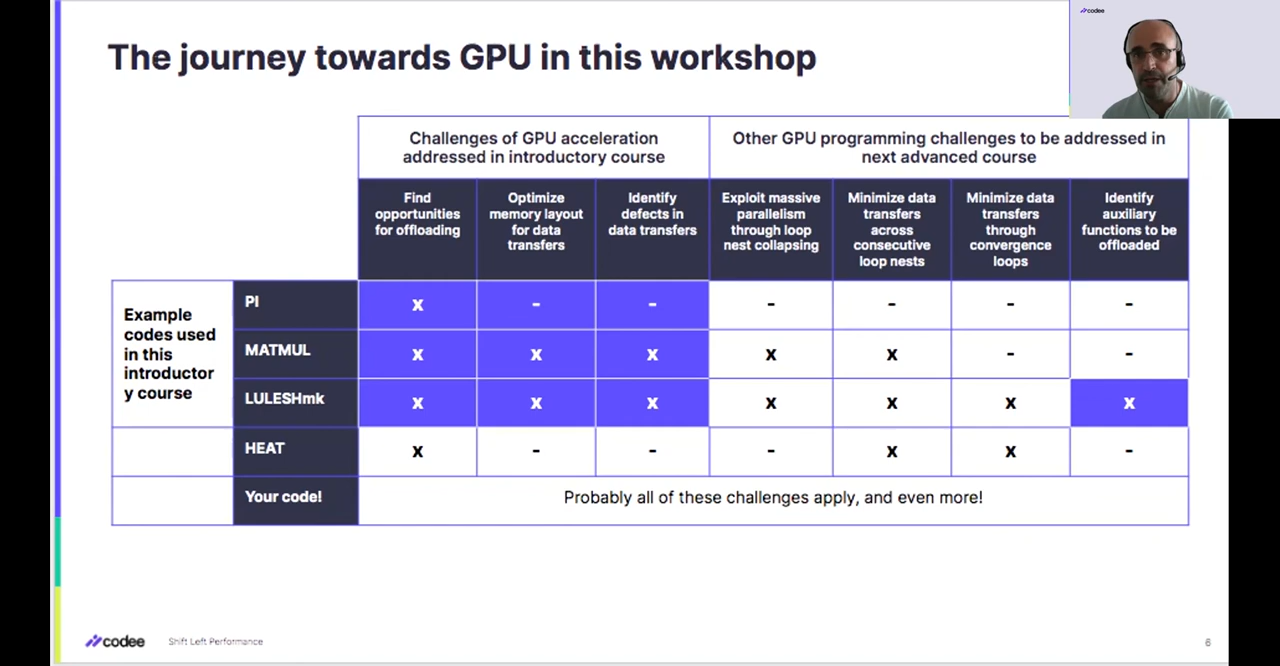 codee
The journey towards GPU in this workshop
Challenges of GPU acceleration
addressed in introductory course
Other GPU programming challenges to be addressed in
next advanced course
Find
opportunities
for offloading
Optimize
memory layout
for data
transfers
Identify
defects in
data transfers
Exploit massive
parallelism
through loop
nest collapsing
Minimize data
transfers
across
consecutive
loop nests
Minimize data
transfers
through
convergence
loops
Identify
auxiliary
functions to be
offloaded
Example
codes used
in this
introductor
y course
PI
x
-
-
-
-
-
-
MATMUL
x
x
x
x
x
-
-
LULESHmk
x
x
x
x
x
x
x
HEAT
x
-
-
-
x
x
-
Your code!
Probably all of these challenges apply, and even more!
codee
Shift Left Performance
6